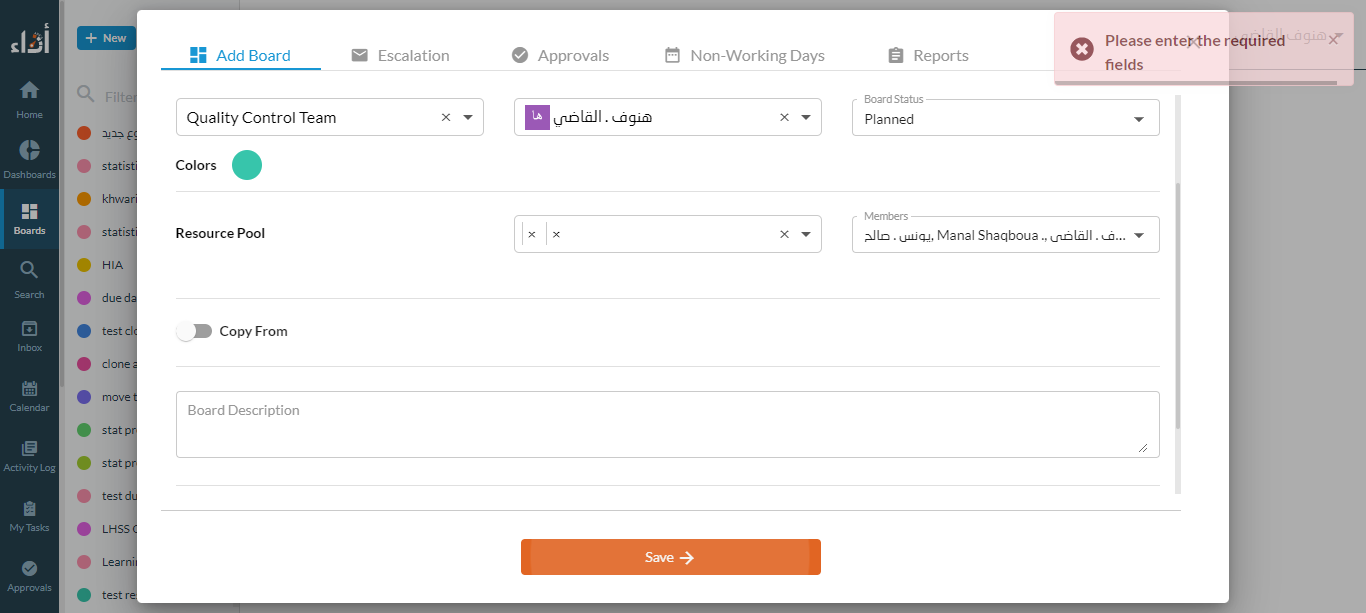 أداء
Home
Dashboards
Boards
Search
Inbox
Calendar
Activity Log
My Tasks
Approvals
+ New
Filter
statisti
khwari
statisti
HIA
due da
test clo
clone a
move t
stat pr
stat pr
test du
LHSS
Learnin
test re
Add Board
Escalation
Approvals
Non-Working Days
Reports
Please enter the required
fields
Quality Control Team
ها هنوف . القاضي
Board Status
Planned
Colors
Resource Pool
Members
يونس . صالح, Manal Shaqboua ., ف . القاضي...
Copy From
Board Description
Save